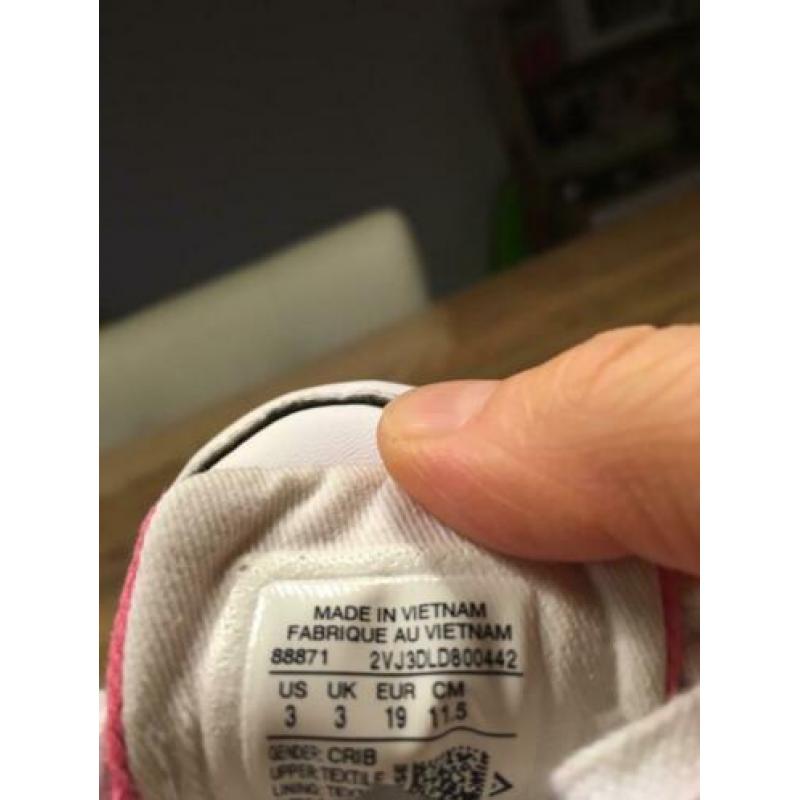 MADE IN VIETNAM
FABRIQUE AU VIETNAM
88871 2VJ3DLD800442
US UK EUR CM
3 3 19 11.5
GENDER: CRIB
UPPER: TEXTILE
LINING: